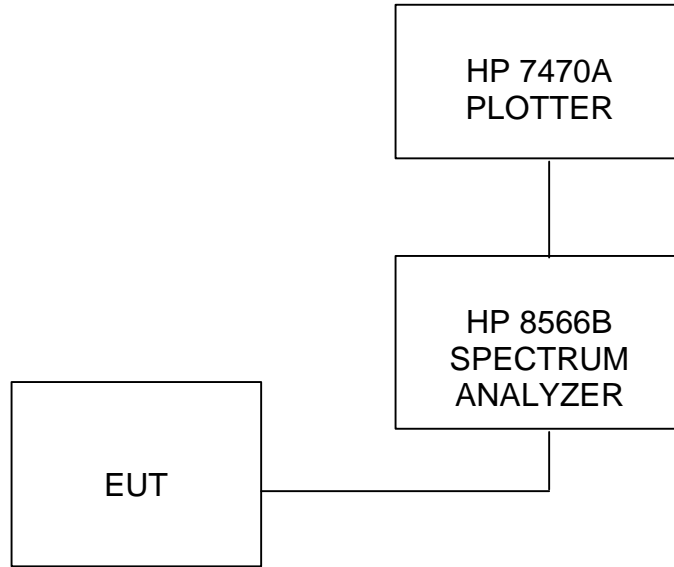 HP 7470A
PLOTTER
HP 8566B
SPECTRUM
ANALYZER
EUT